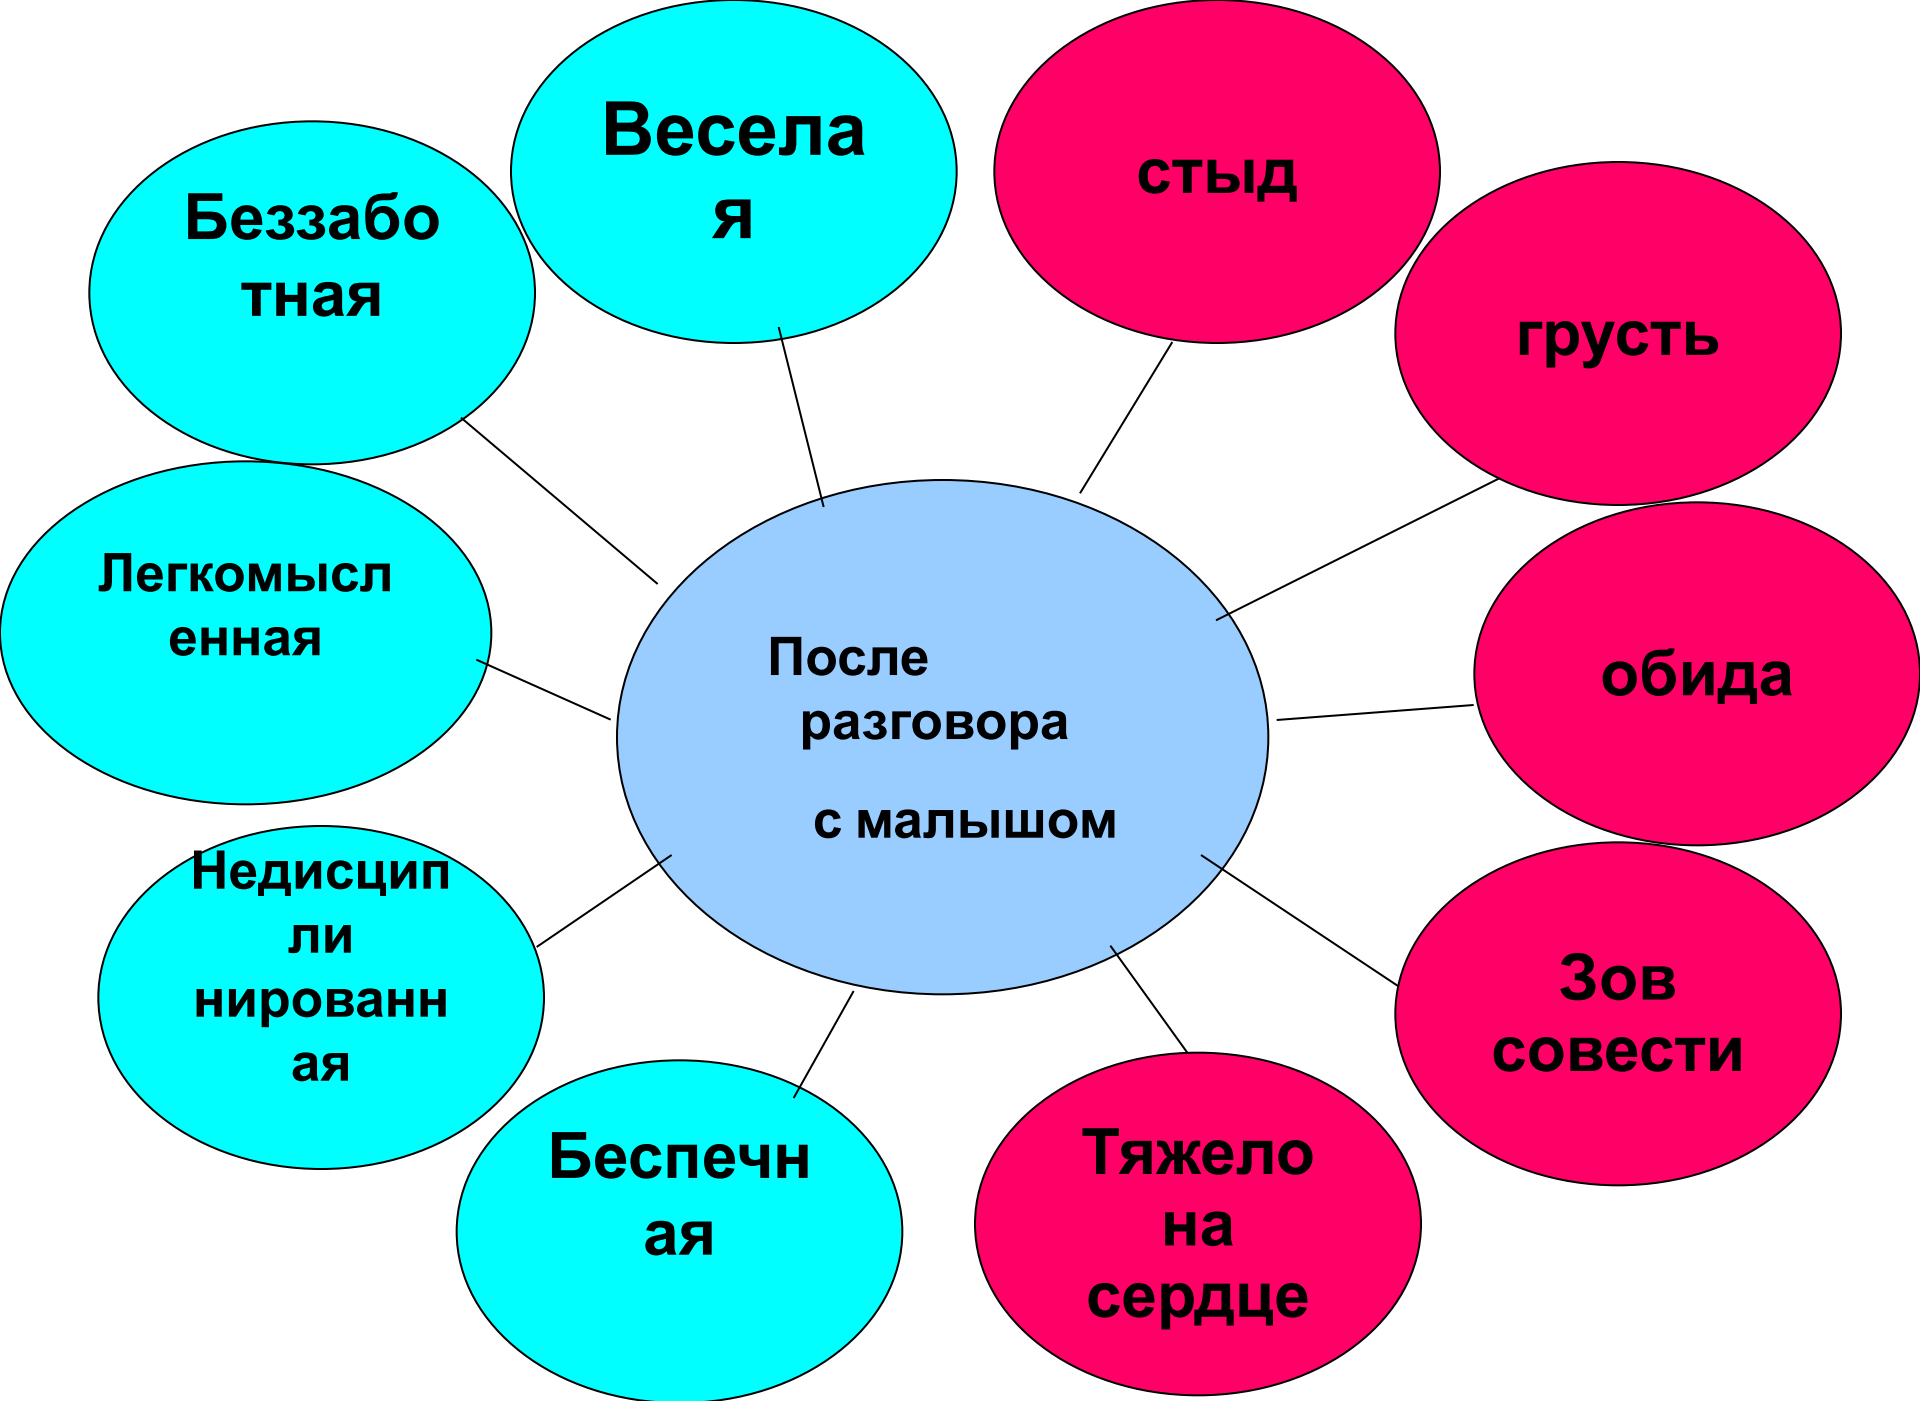 Весела
я
стыд
Беззабо
тная
грусть
Легкомысл
енная
После
разговора
с малышом
обида
Недисцип
ли
нированн
ая
Зов
совести
Беспечн
ая
Тяжело
на
сердце